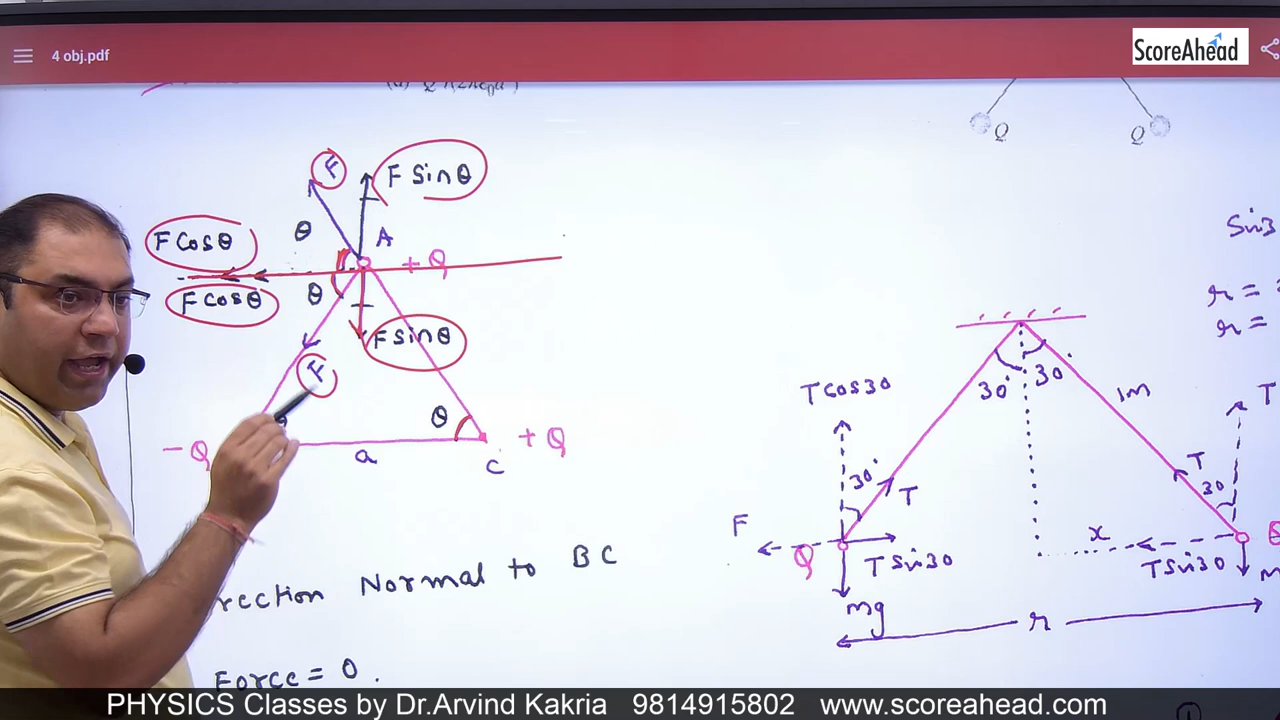 4 obj.pdf
ScoreAhead
Q
Q
F
F Sinθ
θ
A
F Cosθ
+ Q
F Cosθ
θ
F sinθ
F
θ
- Q
+ Q
a
C
rection Normal to BC
Force = 0.
Sin3
r =
r =
30°
30
T Cos30
1m
T
30°
T
T
30
F
Q
T Sin30
x
T Sin30
mg
r
PHYSICS Classes by Dr.Arvind Kakria 9814915802 www.scoreahead.com